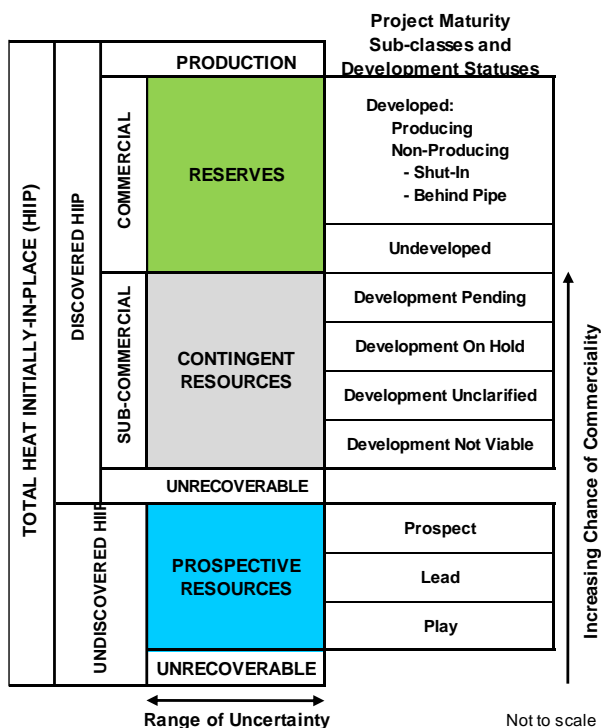 Project Maturity
Sub-classes and
Development Statuses
PRODUCTION
TOTAL HEAT INITIALLY-IN-PLACE (HIIP)
DISCOVERED HIIP
COMMERCIAL
RESERVES
Developed:
Producing
Non-Producing
- Shut-In
- Behind Pipe
Undeveloped
SUB-COMMERCIAL
CONTINGENT
RESOURCES
Development Pending
Development On Hold
Development Unclarified
Development Not Viable
UNRECOVERABLE
UNDISCOVERED HIIP
PROSPECTIVE
RESOURCES
Prospect
Lead
Play
UNRECOVERABLE
Increasing Chance of Commerciality
Range of Uncertainty
Not to scale